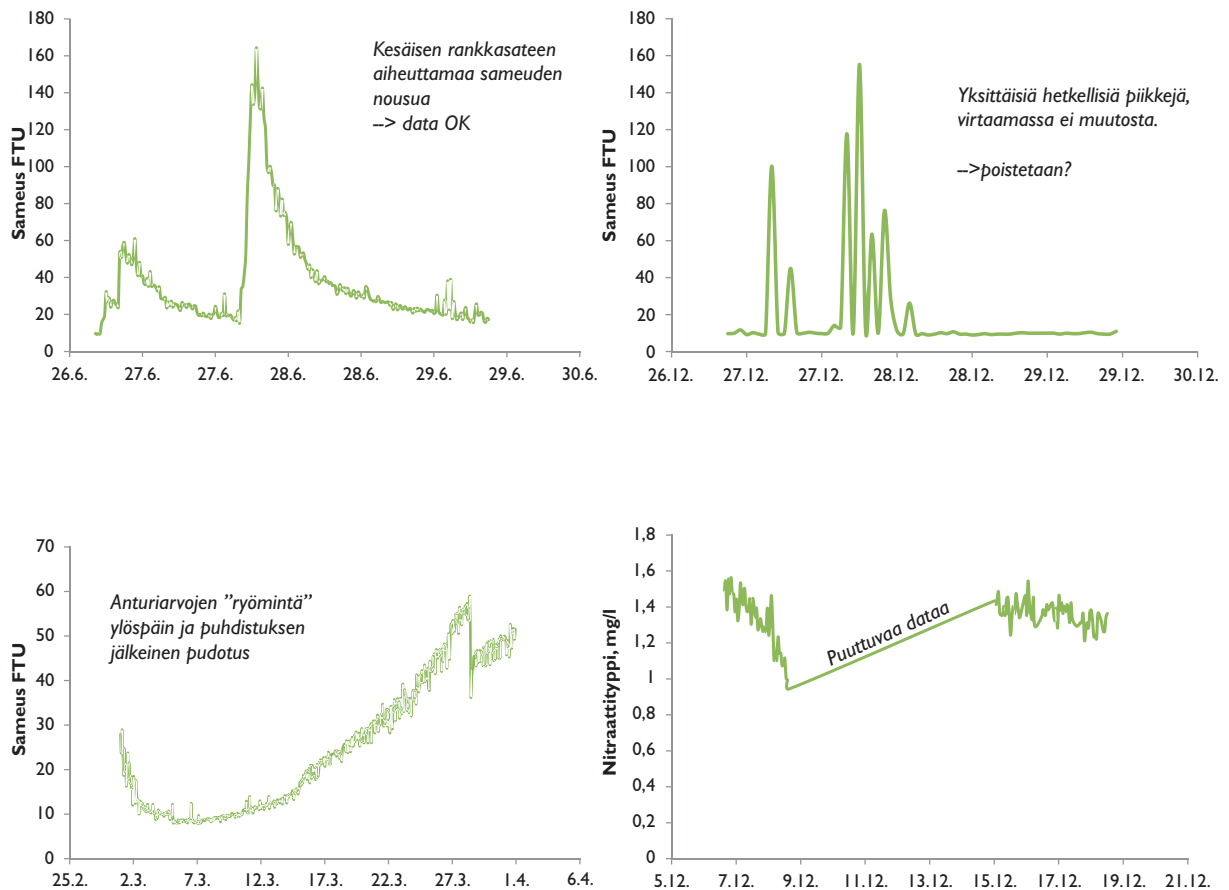 180
160
140
120
100
80
60
40
20
0
Sameus FTU
Kesäisen rankkasateen
aiheuttamaa sameuden
nousua
--> data OK
26.6. 27.6. 27.6. 28.6. 28.6. 29.6. 30.6.
180
160
140
120
100
80
60
40
20
0
Sameus FTU
Yksittäisiä hetkellisiä piikkejä,
virtaamassa ei muutosta.
-->poistetaan?
26.12. 27.12. 27.12. 28.12. 28.12. 29.12. 29.12. 30.12.
70
60
50
40
30
20
10
0
Sameus FTU
Anturiarvojen ”ryömintä”
ylöspäin ja puhdistuksen
jälkeinen pudotus
25.2. 2.3. 7.3. 12.3. 17.3. 22.3. 27.3. 1.4. 6.4.
1,8
1,6
1,4
1,2
1
0,8
0,6
0,4
0,2
0
Nitraattityppi, mg/l
Puuttuvaa dataa
5.12. 7.12. 9.12. 11.12. 13.12. 15.12. 17.12. 19.12. 21.12.